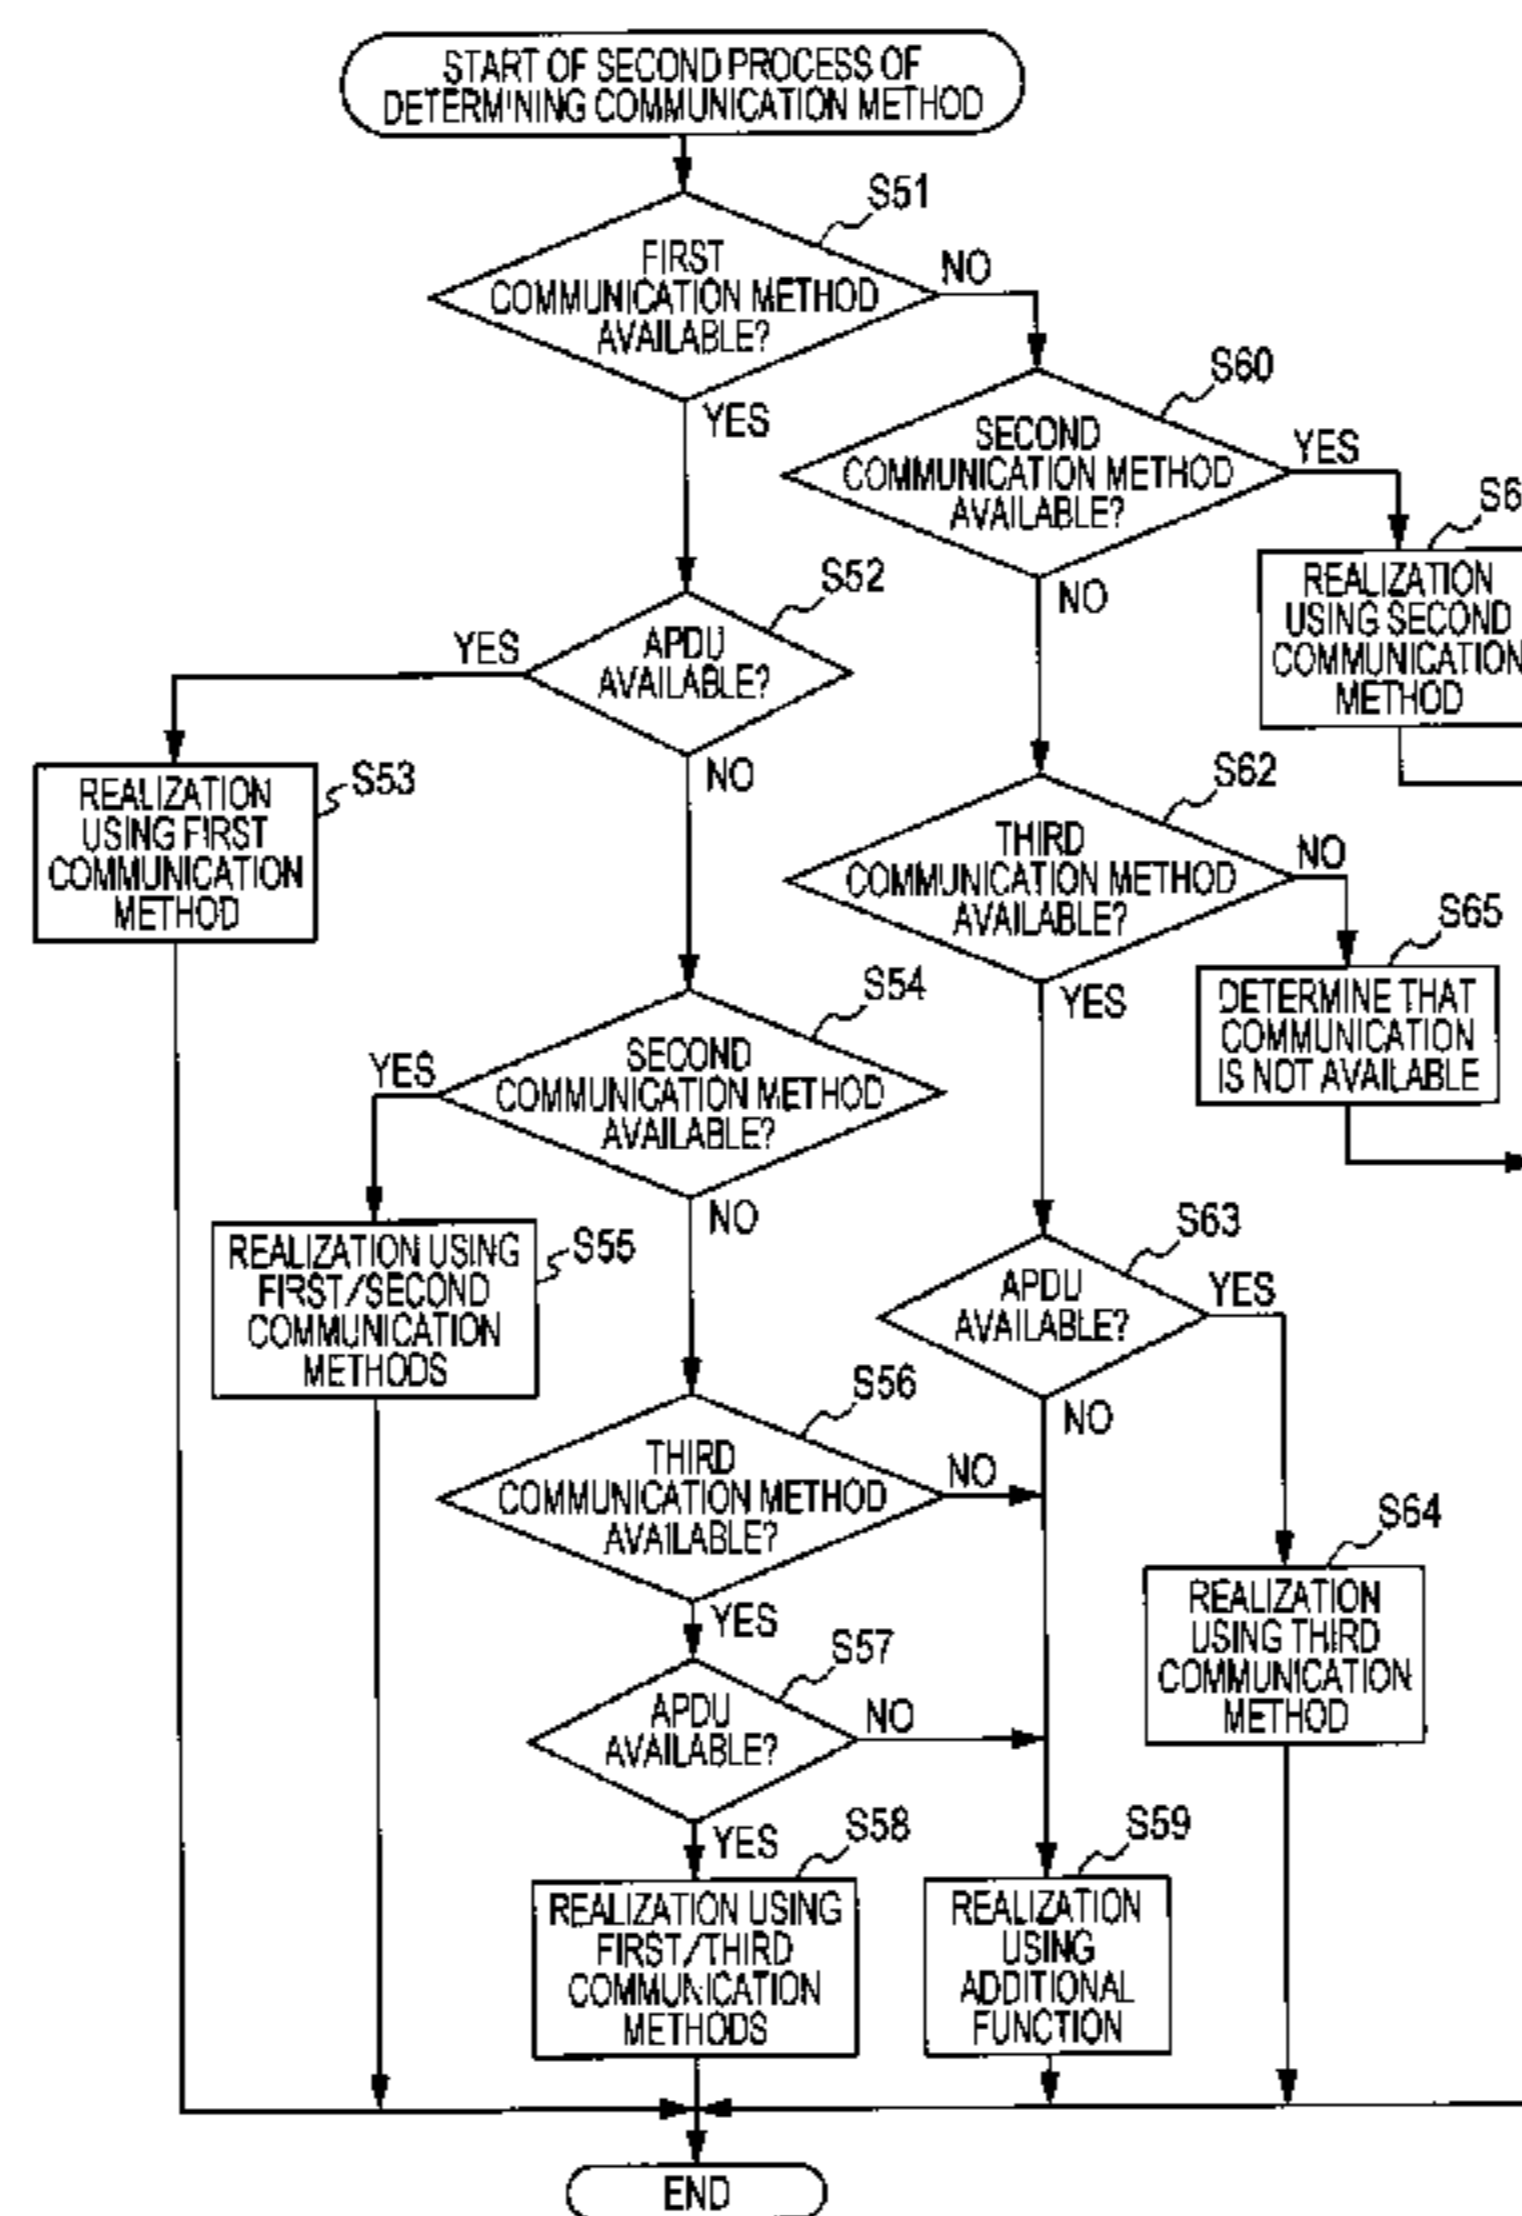 START OF SECOND PROCESS OF
DETERMINING COMMUNICATION METHOD
S51
FIRST
COMMUNICATION METHOD
AVAILABLE?
NO
YES
S60
SECOND
COMMUNICATION METHOD
AVAILABLE?
YES
NO
S6
REALIZATION
USING SECOND
COMMUNICATION
METHOD
S52
APDU
AVAILABLE?
YES
NO
S53
REALIZATION
USING FIRST
COMMUNICATION
METHOD
S62
THIRD
COMMUNICATION METHOD
AVAILABLE?
NO
YES
S65
DETERMINE THAT
COMMUNICATION
IS NOT AVAILABLE
S54
SECOND
COMMUNICATION METHOD
AVAILABLE?
YES
NO
S55
REALIZATION USING
FIRST/SECOND
COMMUNICATION
METHODS
S63
APDU
AVAILABLE?
YES
NO
S56
THIRD
COMMUNICATION METHOD
AVAILABLE?
NO
YES
S64
REALIZATION
USING THIRD
COMMUNICATION
METHOD
S57
APDU
AVAILABLE?
NO
YES
S58
REALIZATION USING
FIRST/THIRD
COMMUNICATION
METHODS
S59
REALIZATION
USING
ADDITIONAL
FUNCTION
END